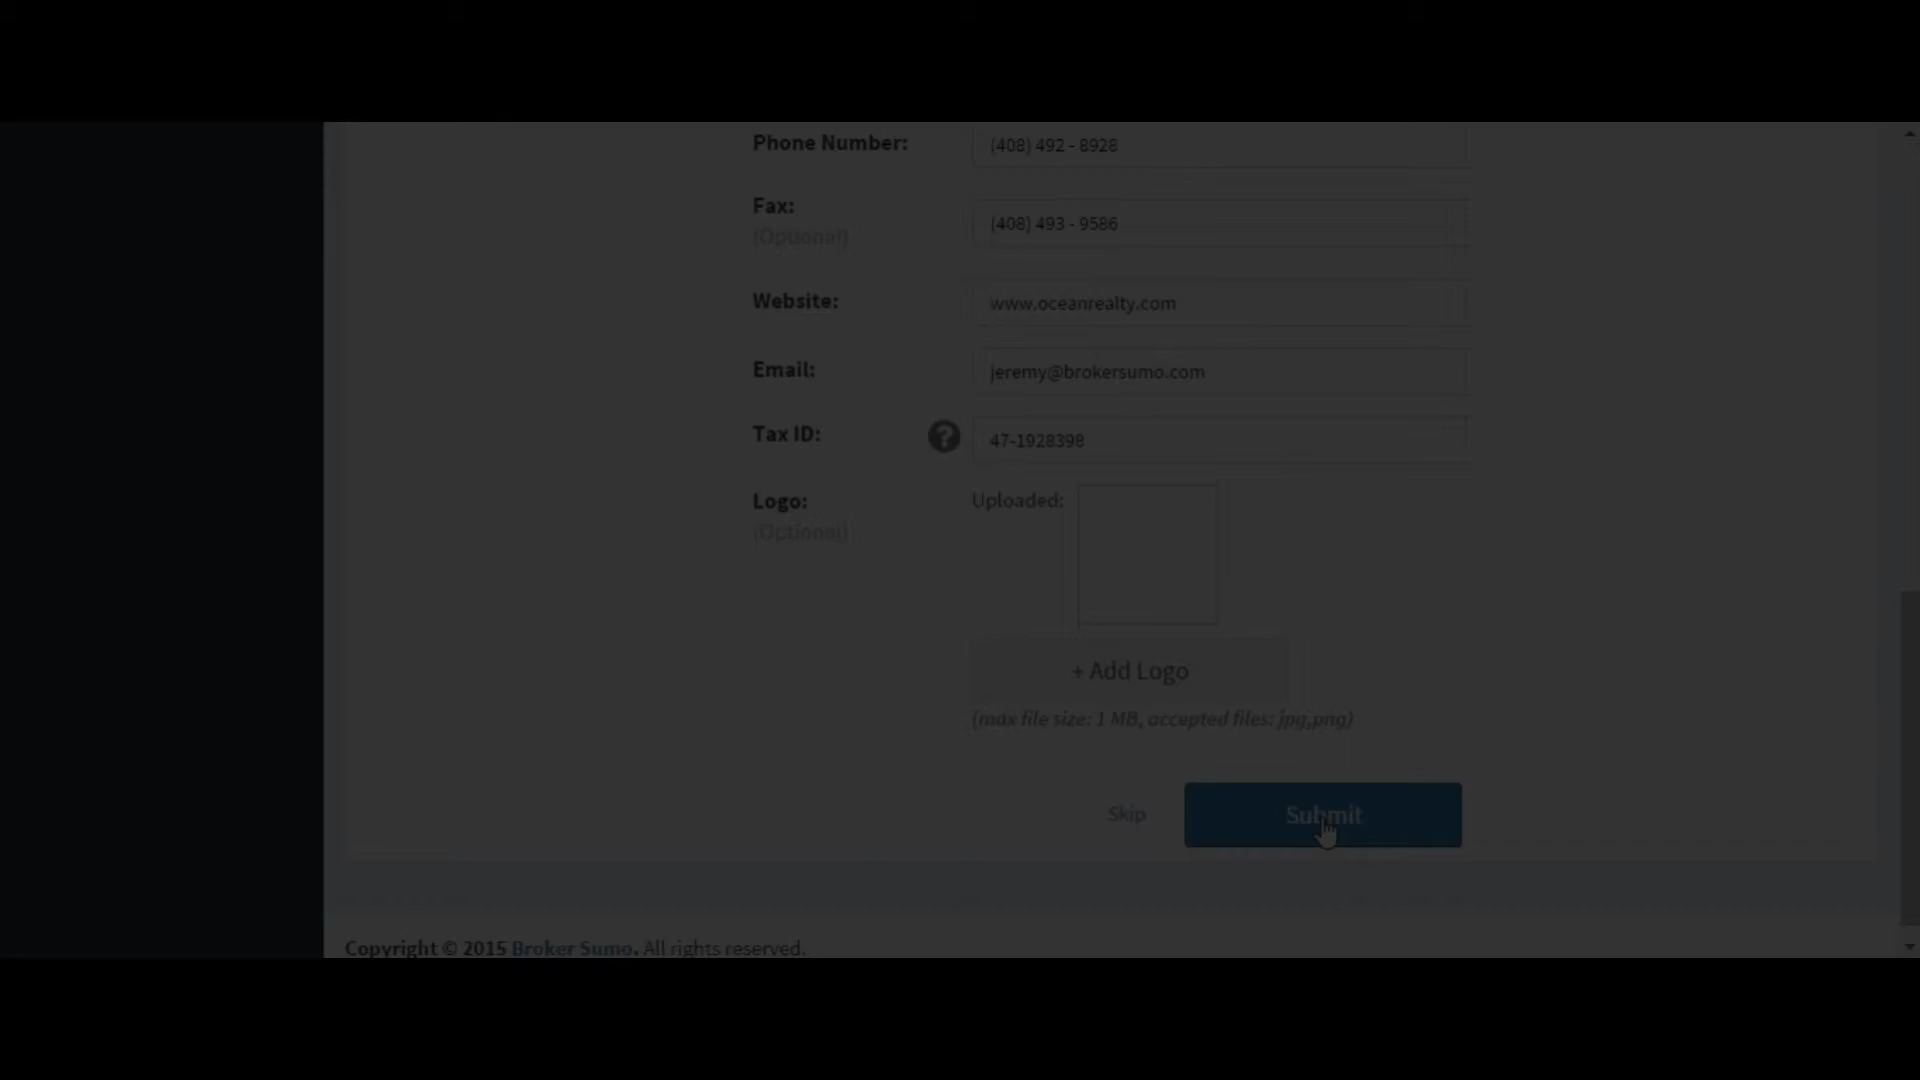 Phone Number: (408) 492 - 8928
Fax: (408) 493 - 9586
(Optional)
Website: www.oceanrealty.com
Email: jeremy@brokersumo.com
Tax ID: ? 47-1928398
Logo: Uploaded:
(Optional)
+ Add Logo
(max file size: 1 MB, accepted files: jpg,png)
Skip Submit
Copyright © 2015 Broker Sumo. All rights reserved.